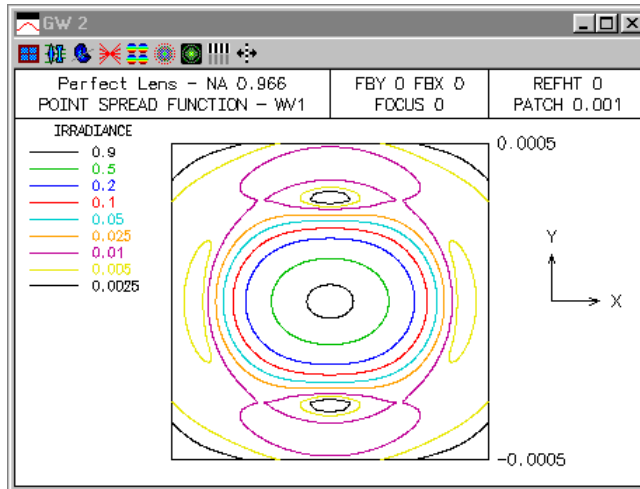 GW 2
Perfect Lens - NA 0.966
POINT SPREAD FUNCTION - WV1
FBY 0 FBX 0
FOCUS 0
REFHT 0
PATCH 0.001
IRRADIANCE
0.9
0.5
0.2
0.1
0.05
0.025
0.01
0.005
0.0025
0.0005
Y
X
-0.0005